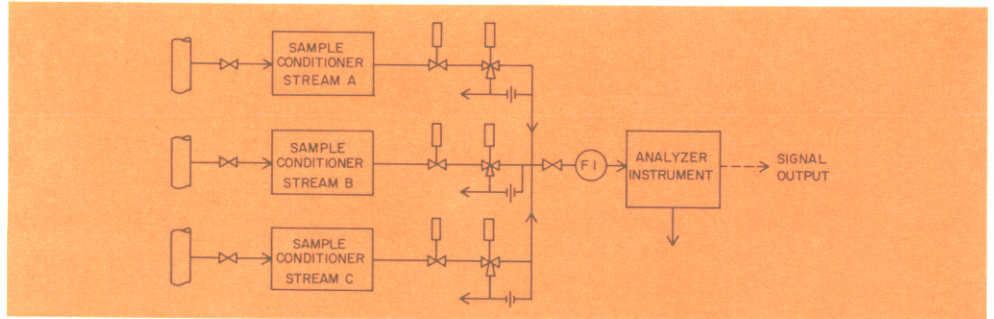 SAMPLE
CONDITIONER
STREAM A
SAMPLE
CONDITIONER
STREAM B
FI
ANALYZER
INSTRUMENT
SIGNAL
OUTPUT
SAMPLE
CONDITIONER
STREAM C